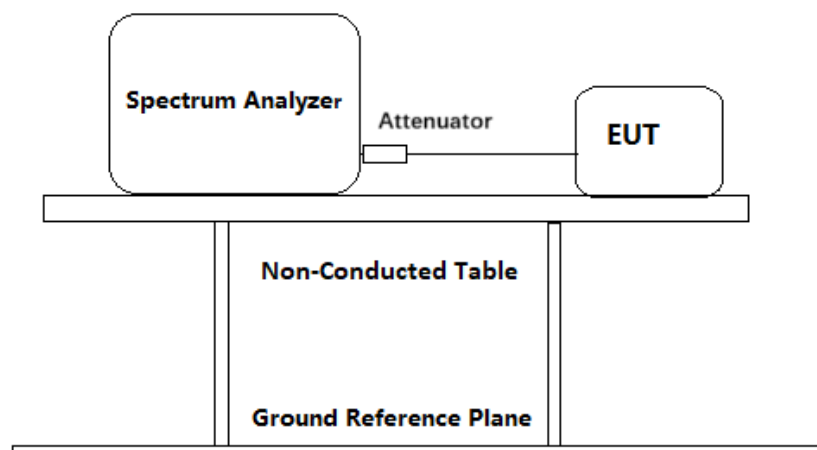 Spectrum Analyzer
Attenuator
EUT
Non-Conducted Table
Ground Reference Plane